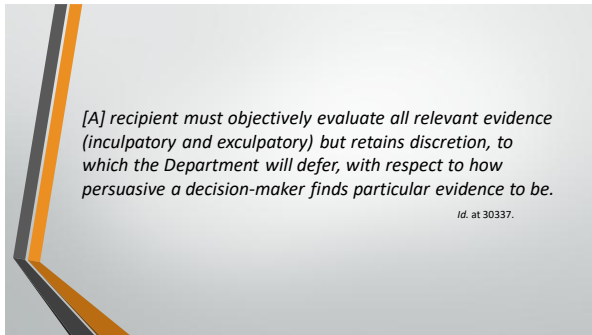 [A] recipient must objectively evaluate all relevant evidence
(inculpatory and exculpatory) but retains discretion, to
which the Department will defer, with respect to how
persuasive a decision-maker finds particular evidence to be.
Id. at 30337.